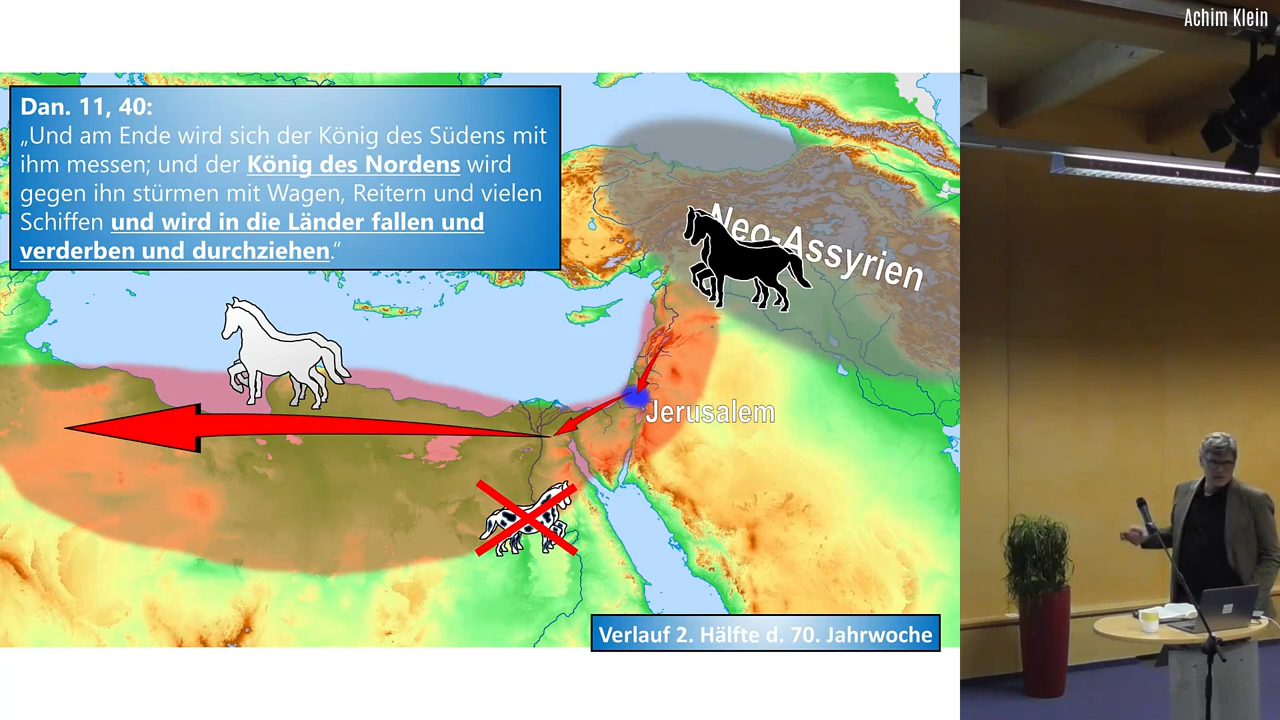 Achim Klein
Dan. 11, 40:
„Und am Ende wird sich der König des Südens mit
ihm messen; und der König des Nordens wird
gegen ihn stürmen mit Wagen, Reitern und vielen
Schiffen und wird in die Länder fallen und
verderben und durchziehen.“
Neo-Assyrien
Jerusalem
Verlauf 2. Hälfte d. 70. Jahrwoche